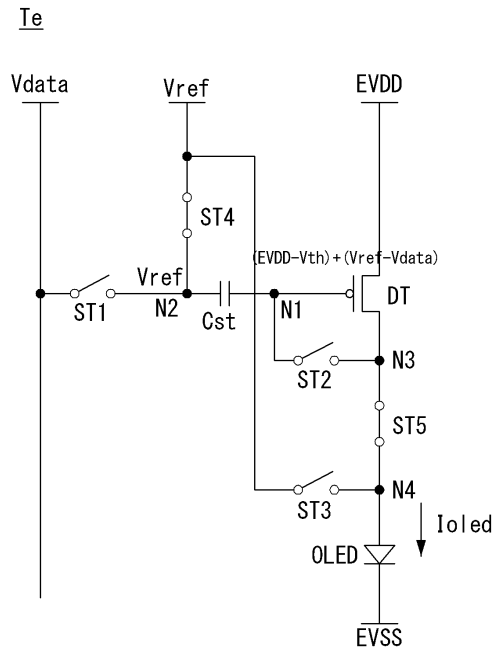 Te
Vdata
Vref
EVDD
ST4
(EVDD-Vth)+(Vref-Vdata)
Vref
ST1
N2
Cst
N1
DT
ST2
N3
ST5
ST3
N4
Ioled
OLED
EVSS